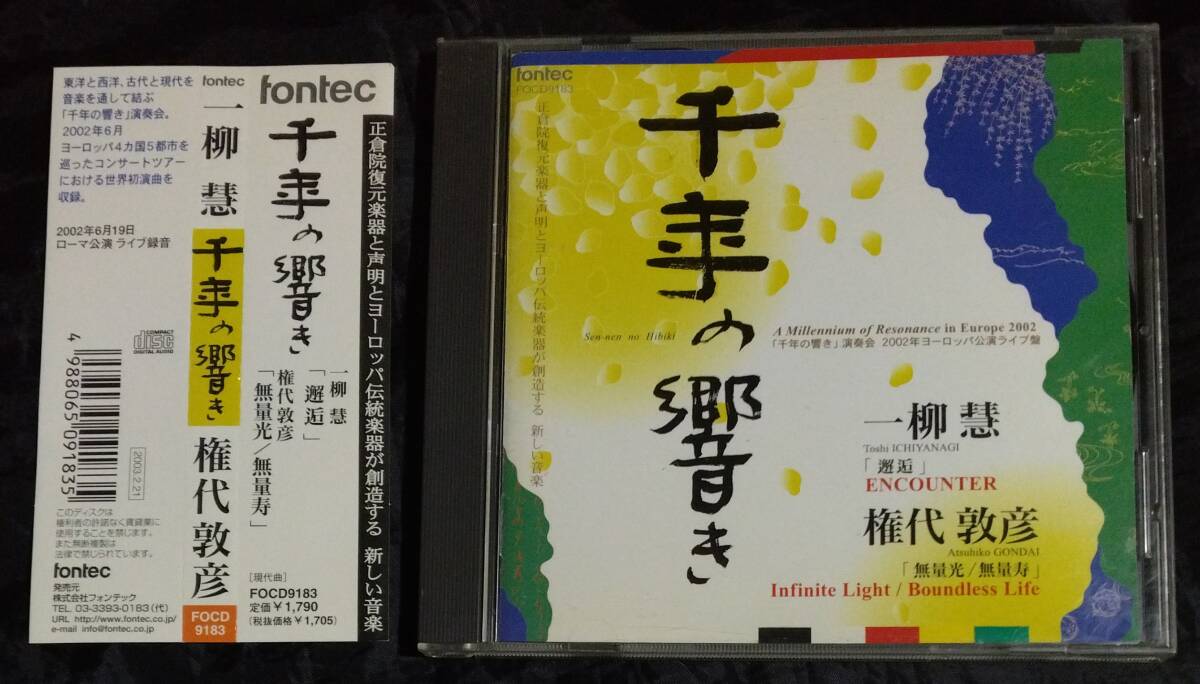 東洋と西洋、古代と現代を
音楽を通して結ぶ
「千年の響き」演奏会。
2002年6月
ヨーロッパ4カ国5都市を
巡ったコンサートツアー
における世界初演曲を
収録。
2002年6月19日
ローマ公演 ライブ録音
COMPACT
disc
DIGITAL AUDIO
4 988065 091835
2003.2.21
このディスクは
権利者の許諾なく賃貸業に
使用することを禁じます。
また無断複製は
法律で禁じられています。
fontec
発売元
株式会社フォンテック
TEL 03-3393-0183(代)
URL http://www.fontec.co.jp/
e-mail info@fontec.co.jp
fontec
一柳 慧
千年の響き
権代敦彦
FOCD
9183
fontec
正倉院復元楽器と声明とヨーロッパ伝統楽器が創造する 新しい音楽
千年の響き
一柳 慧
「邂逅」
権代敦彦
「無量光/無量寿」
[現代曲]
FOCD9183
定価¥1,790
(税抜価格¥1,705)
fontec
FOCD9183
正倉院復元楽器と声明とヨーロッパ伝統楽器が創造する 新しい音楽
千年の響き
Sen-nen no Hibiki
A Millennium of Resonance in Europe 2002
「千年の響き」演奏会 2002年ヨーロッパ公演ライブ盤
一柳 慧
Toshi ICHIYANAGI
「邂逅」
ENCOUNTER
権代 敦彦
Atsuhiko GONDAI
「無量光/無量寿」
Infinite Light / Boundless Life